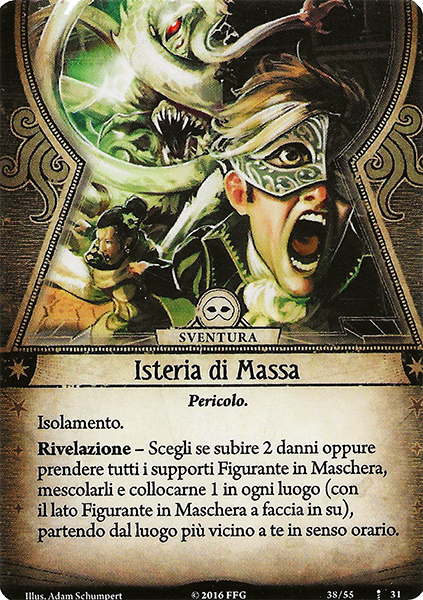 SVENTURA
Isteria di Massa
Pericolo.
Isolamento.
Rivelazione – Scegli se subire 2 danni oppure
prendere tutti i supporti Figurante in Maschera,
mescolarli e collocarne 1 in ogni luogo (con
il lato Figurante in Maschera a faccia in su),
partendo dal luogo più vicino a te in senso orario.
Illus. Adam Schumpert © 2016 FFG 38/55 31